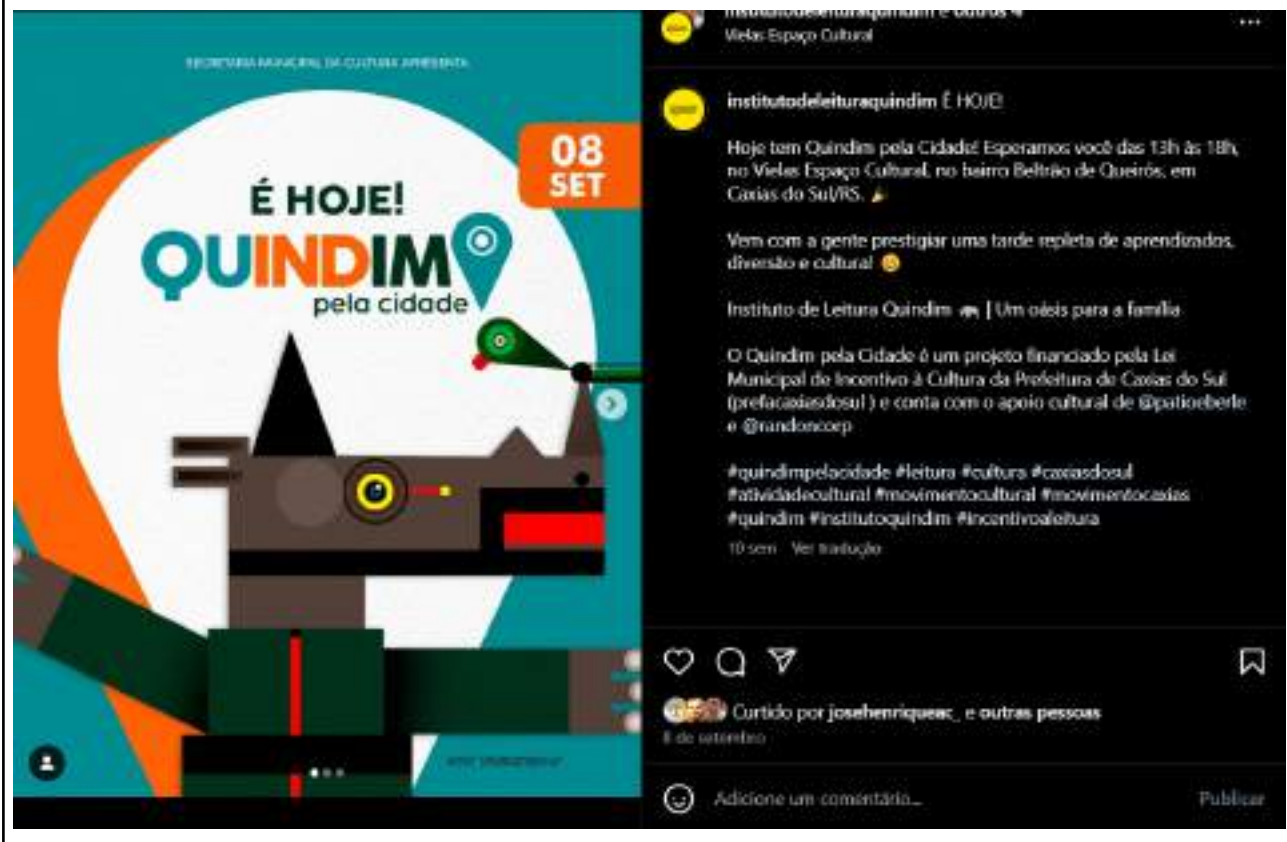 SECRETARIA MUNICIPAL DA CULTURA APRESENTA
08
SET
É HOJE!
QUINDIM
pela cidade
institutodeleituraquindim e outros 4
Vielas Espaço Cultural
institutodeleituraquindim É HOJE!
Hoje tem Quindim pela Cidade! Esperamos você das 13h às 18h,
no Vielas Espaço Cultural, no bairro Beltrão de Queirós, em
Caxias do Sul/RS.
Vem com a gente prestigiar uma tarde repleta de aprendizados,
diversão e cultura!
Instituto de Leitura Quindim | Um oásis para a família
O Quindim pela Cidade é um projeto financiado pela Lei
Municipal de Incentivo à Cultura da Prefeitura de Caxias do Sul
(prefacaxiasdosul ) e conta com o apoio cultural de @patioeberle
e @randoncorp
#quindimpelacidade #leitura #cultura #caxiasdosul
#atividadecultural #movimentocultural #movimentocaxias
#quindim #institutoquindim #incentivoaleitura
10 sem Ver tradução
Curtido por josehenriqueac_ e outras pessoas
8 de setembro
Adicione um comentário...
Publicar